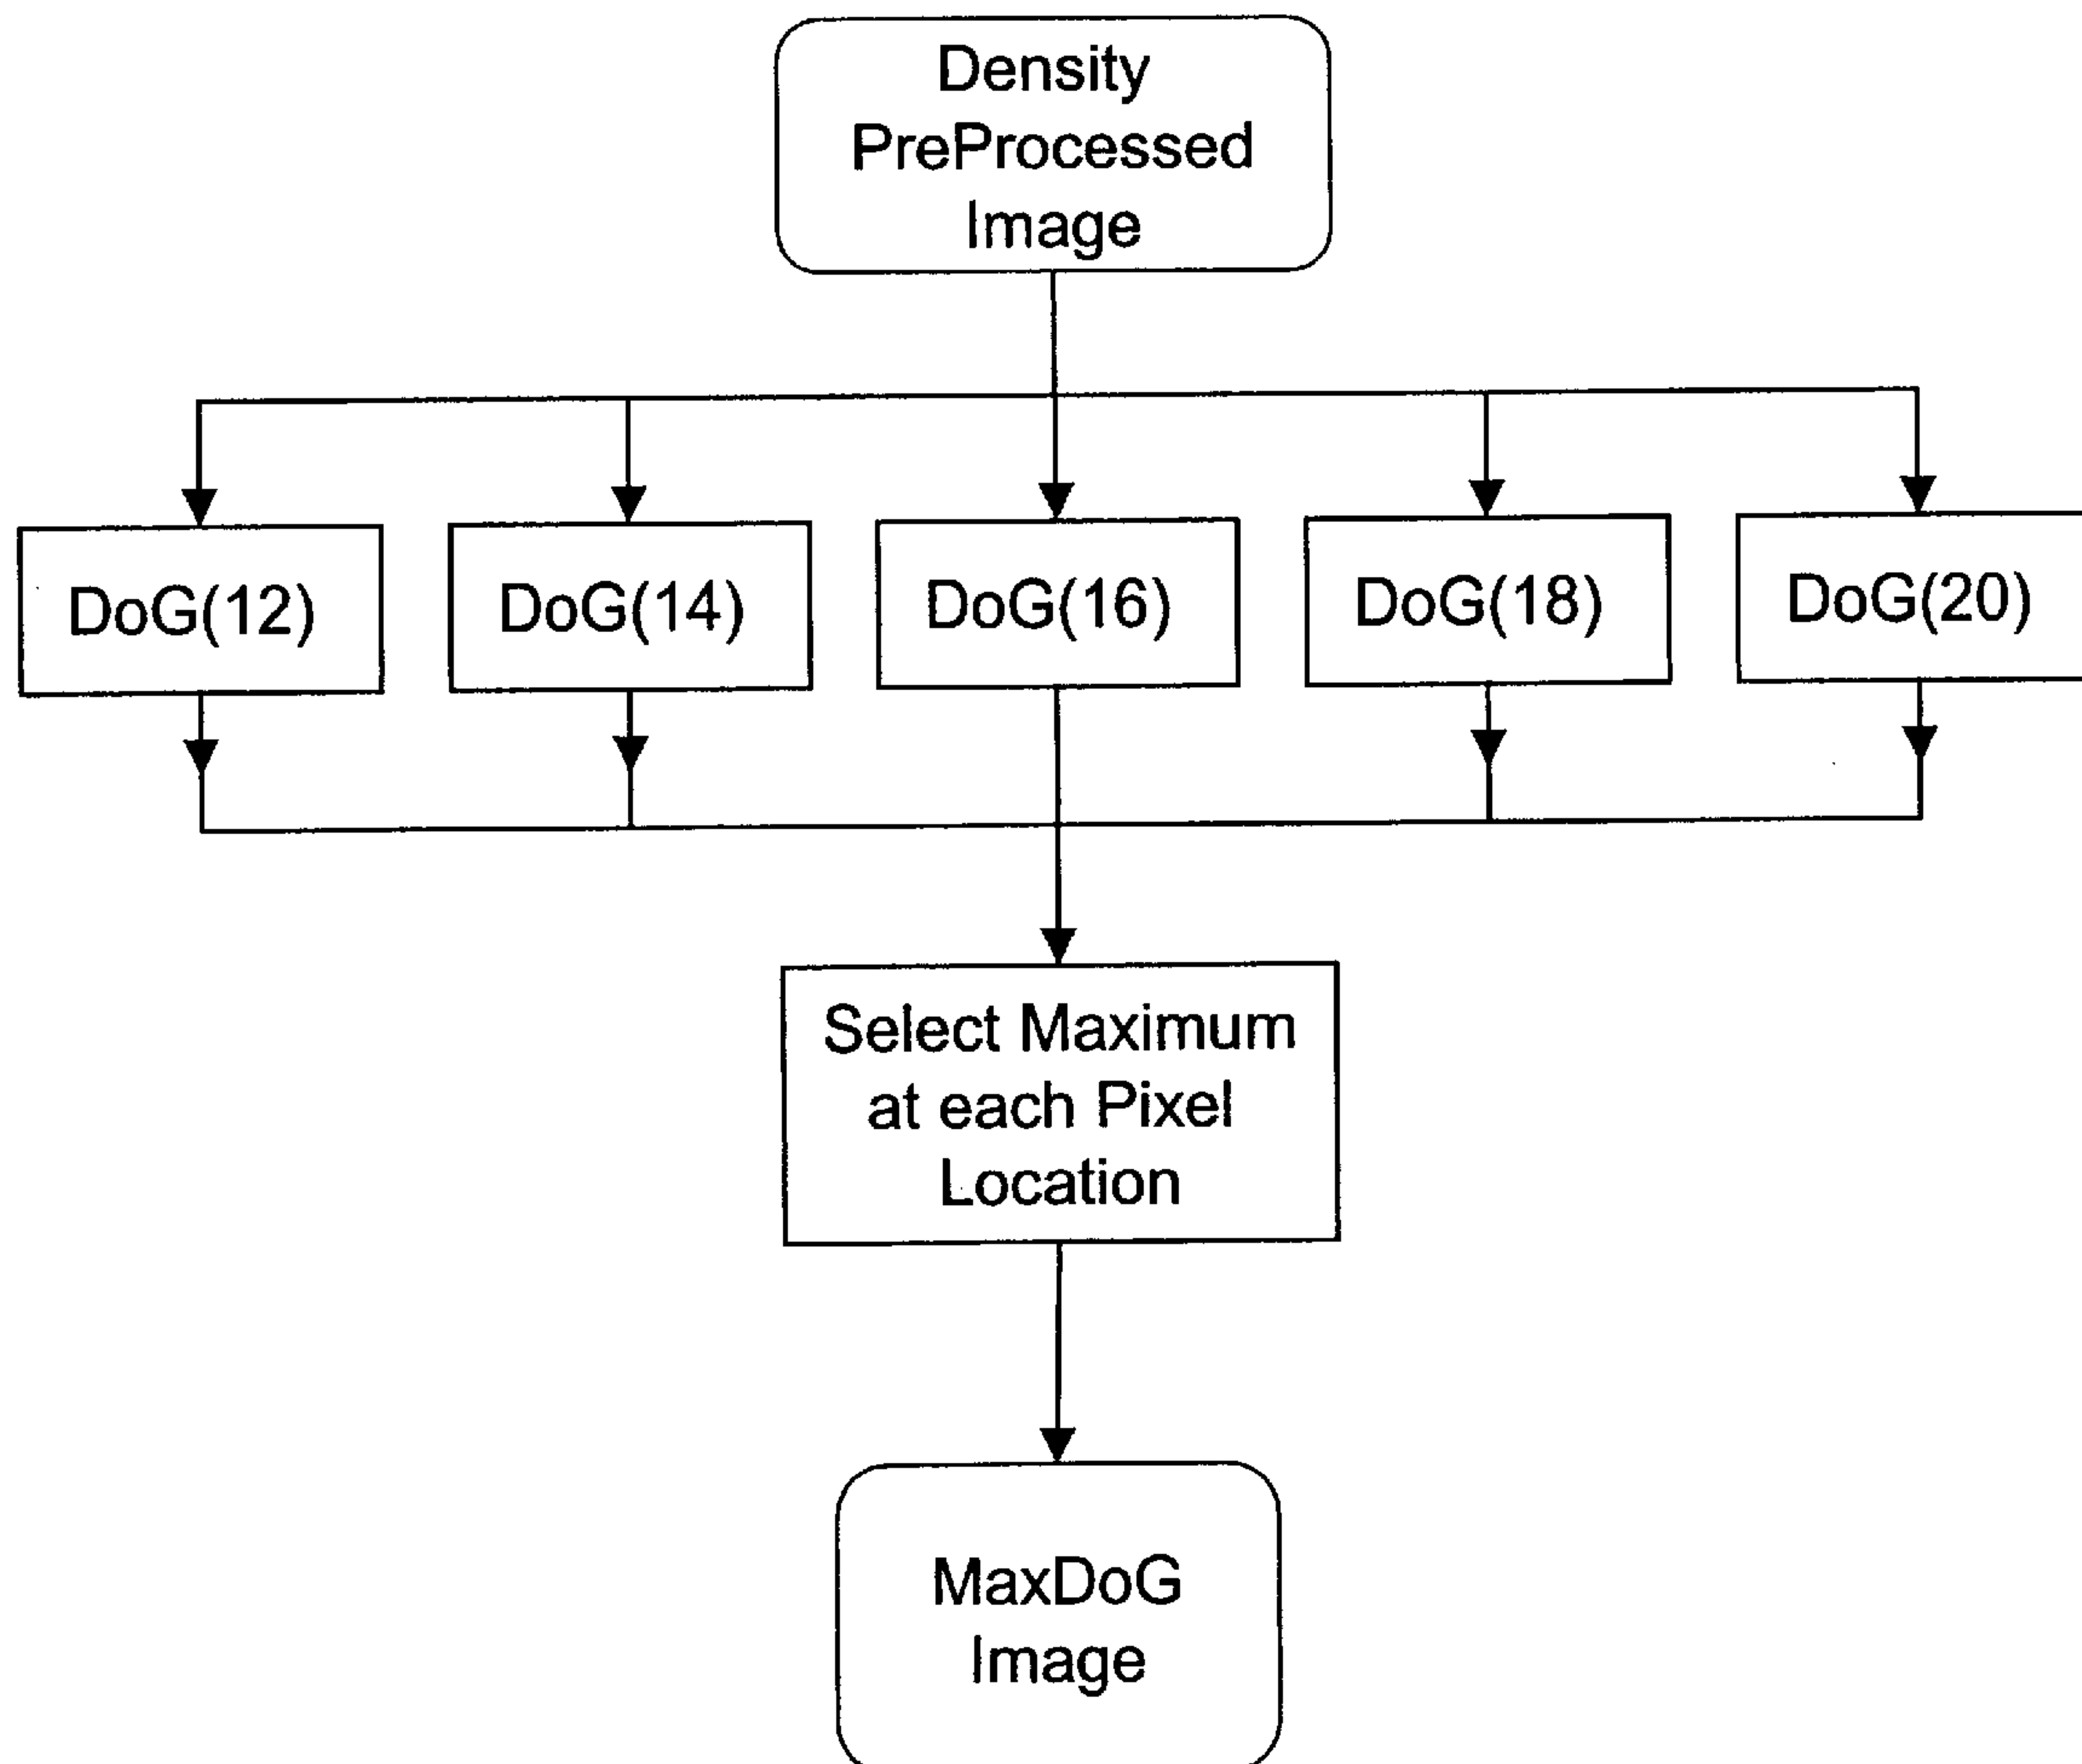 Density
PreProcessed
Image
DoG(12)
DoG(14)
DoG(16)
DoG(18)
DoG(20)
Select Maximum
at each Pixel
Location
MaxDoG
Image